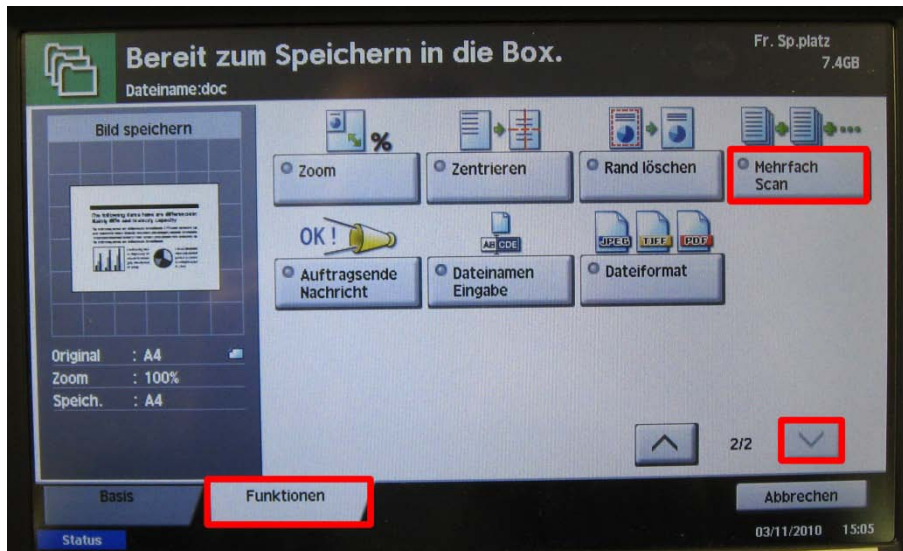 Bereit zum Speichern in die Box.
Dateiname:doc
Fr. Sp.platz
7.4GB
Bild speichern
%
Zoom
Zentrieren
Rand löschen
Mehrfach
Scan
OK!
AB CDE
JPEG TIFF PDF
Auftragsende
Nachricht
Dateinamen
Eingabe
Dateiformat
Original : A4
Zoom : 100%
Speich. : A4
2/2
Basis
Funktionen
Abbrechen
Status
03/11/2010 15:05